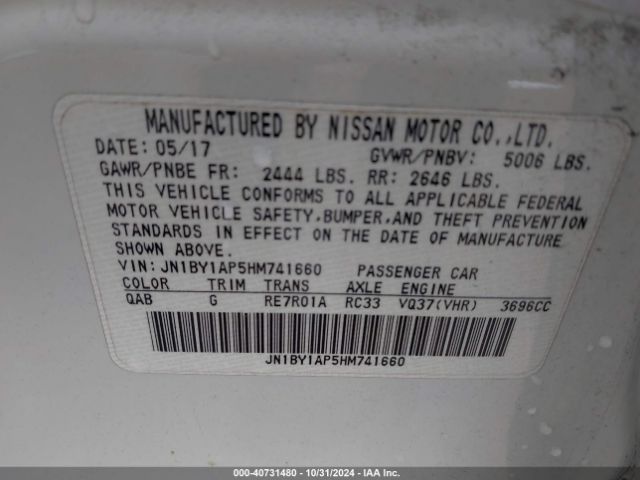 MANUFACTURED BY NISSAN MOTOR CO.,LTD.
DATE: 05/17 GVWR/PNBV: 5006 LBS.
GAWR/PNBE FR: 2444 LBS. RR: 2646 LBS.
THIS VEHICLE CONFORMS TO ALL APPLICABLE FEDERAL
MOTOR VEHICLE SAFETY,BUMPER,AND THEFT PREVENTION
STANDARDS IN EFFECT ON THE DATE OF MANUFACTURE
SHOWN ABOVE.
VIN: JN1BY1AP5HM741660 PASSENGER CAR
COLOR TRIM TRANS AXLE ENGINE
QAB G RE7R01A RC33 VQ37(VHR) 3696CC
JN1BY1AP5HM741660
000-40731480 - 10/31/2024 - IAA Inc.